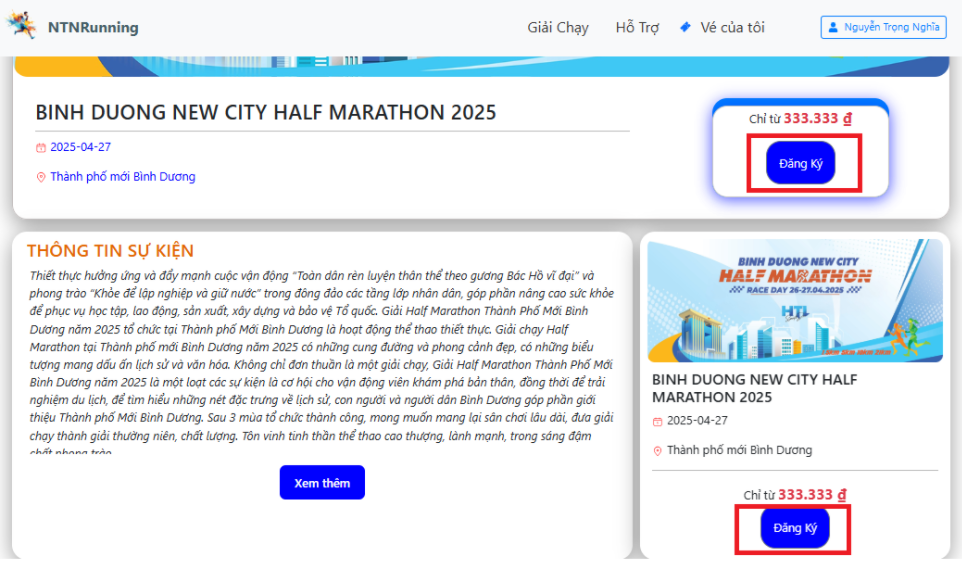 NTNRunning
Giải Chạy
Hỗ Trợ
Vé của tôi
Nguyễn Trọng Nghĩa
BINH DUONG NEW CITY HALF MARATHON 2025
2025-04-27
Thành phố mới Bình Dương
Chỉ từ 333.333 ₫
Đăng Ký
THÔNG TIN SỰ KIỆN
Thiết thực hưởng ứng và đẩy mạnh cuộc vận động "Toàn dân rèn luyện thân thể theo gương Bác Hồ vĩ đại" và
phong trào "Khỏe để lập nghiệp và giữ nước" trong đông đảo các tầng lớp nhân dân, góp phần nâng cao sức khỏe
để phục vụ học tập, lao động, sản xuất, xây dựng và bảo vệ Tổ quốc. Giải Half Marathon Thành Phố Mới Bình
Dương năm 2025 tổ chức tại Thành phố Mới Bình Dương là hoạt động thể thao thiết thực. Giải chạy Half
Marathon tại Thành phố mới Bình Dương năm 2025 có những cung đường và phong cảnh đẹp, có những biểu
tượng mang dấu ấn lịch sử và văn hóa. Không chỉ đơn thuần là một giải chạy, Giải Half Marathon Thành Phố Mới
Bình Dương năm 2025 là một loạt các sự kiện là cơ hội cho vận động viên khám phá bản thân, đồng thời để trải
nghiệm du lịch, để tìm hiểu những nét đặc trưng về lịch sử, con người và người dân Bình Dương góp phần giới
thiệu Thành phố Mới Bình Dương. Sau 3 mùa tổ chức thành công, mong muốn mang lại sân chơi lâu dài, đưa giải
chạy thành giải thường niên, chất lượng. Tôn vinh tinh thần thể thao cao thượng, lành mạnh, trong sáng đậm
chất phong trào
Xem thêm
BINH DUONG NEW CITY
HALF MARATHON
RACE DAY 26-27.04.2025
HTL
BINH DUONG NEW CITY HALF
MARATHON 2025
2025-04-27
Thành phố mới Bình Dương
Chỉ từ 333.333 ₫
Đăng Ký